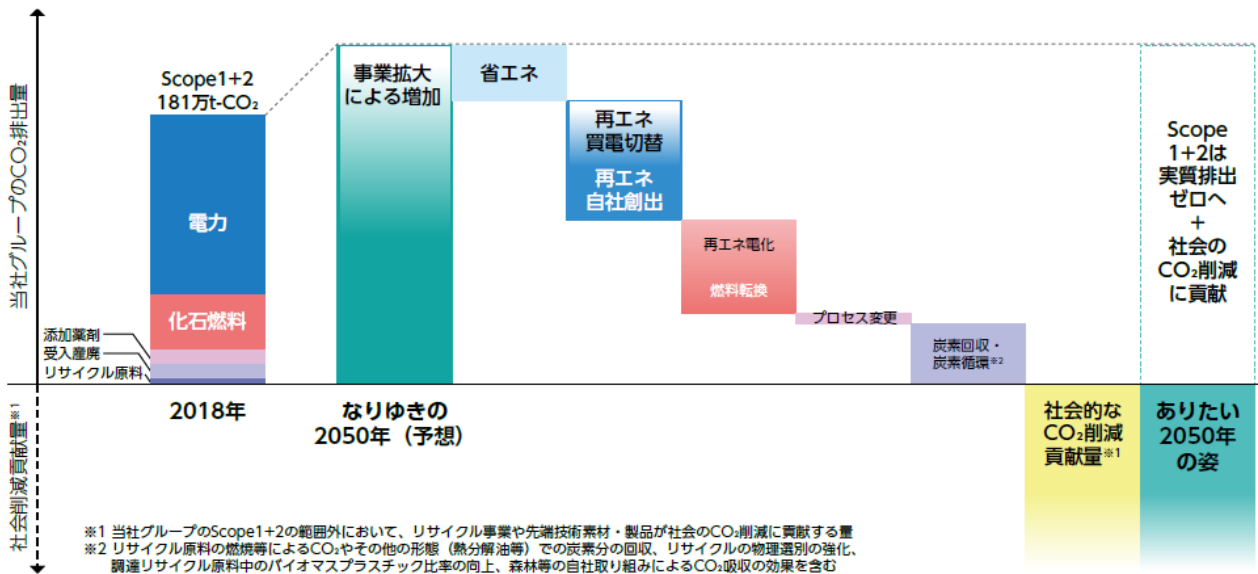 当社グループのCO₂排出量
社会削減貢献量※1
Scope1+2
181万t-CO₂
電力
化石燃料
添加薬剤
受入産廃
リサイクル原料
2018年
事業拡大
による増加
なりゆきの
2050年（予想）
省エネ
再エネ
買電切替
再エネ
自社創出
再エネ電化
燃料転換
プロセス変更
炭素回収・
炭素循環※2
社会的な
CO₂削減
貢献量※1
Scope
1+2は
実質排出
ゼロへ
+
社会の
CO₂削減
に貢献
ありたい
2050年
の姿
※1 当社グループのScope1+2の範囲外において、リサイクル事業や先端技術素材・製品が社会のCO₂削減に貢献する量
※2 リサイクル原料の燃焼等によるCO₂やその他の形態（熱分解油等）での炭素分の回収、リサイクルの物理選別の強化、
調達リサイクル原料中のバイオマスプラスチック比率の向上、森林等の自社取り組みによるCO₂吸収の効果を含む